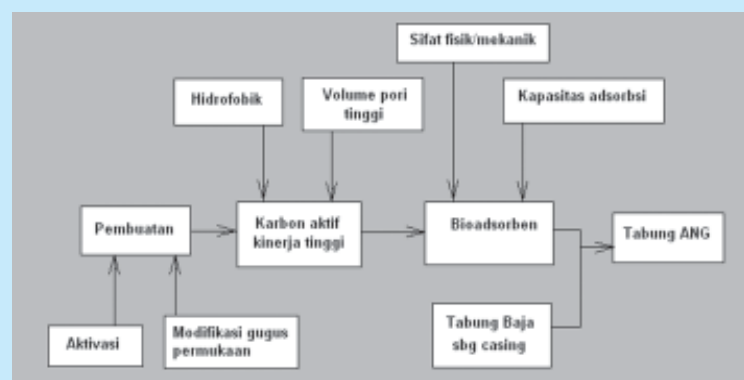 Sifat fisik/mekanik
Hidrofobik
Volume pori
tinggi
Kapasitas adsorbsi
Pembuatan
Karbon aktif
kinerja tinggi
Bioadsorben
Tabung ANG
Aktivasi
Modifikasi gugus
permukaan
Tabung Baja
sbg casing